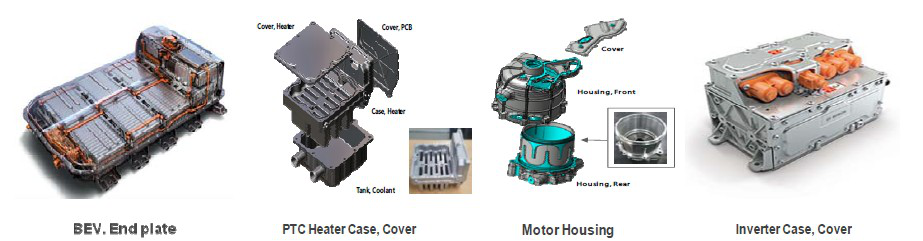 Cover, Heater
Cover, PCB
Case, Heater
Tank, Coolant
Cover
Housing, Front
Housing, Rear
BEV. End plate
PTC Heater Case, Cover
Motor Housing
Inverter Case, Cover